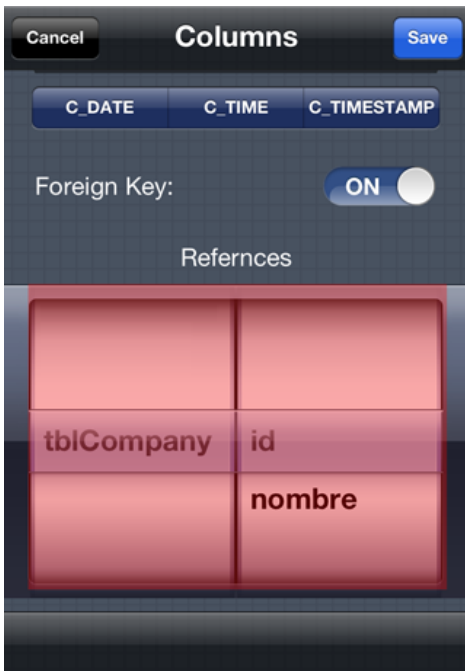 Cancel Columns Save
C_DATE C_TIME C_TIMESTAMP
Foreign Key: ON
Refernces
tblCompany id
nombre